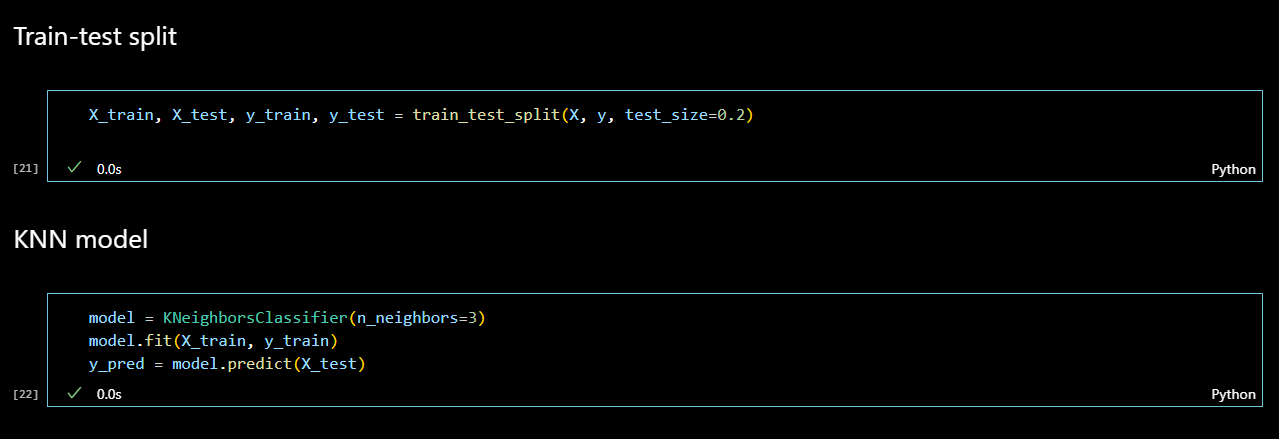 Train-test split
X_train, X_test, y_train, y_test = train_test_split(X, y, test_size=0.2)
[21] 0.0s Python
KNN model
model = KNeighborsClassifier(n_neighbors=3)
model.fit(X_train, y_train)
y_pred = model.predict(X_test)
[22] 0.0s Python